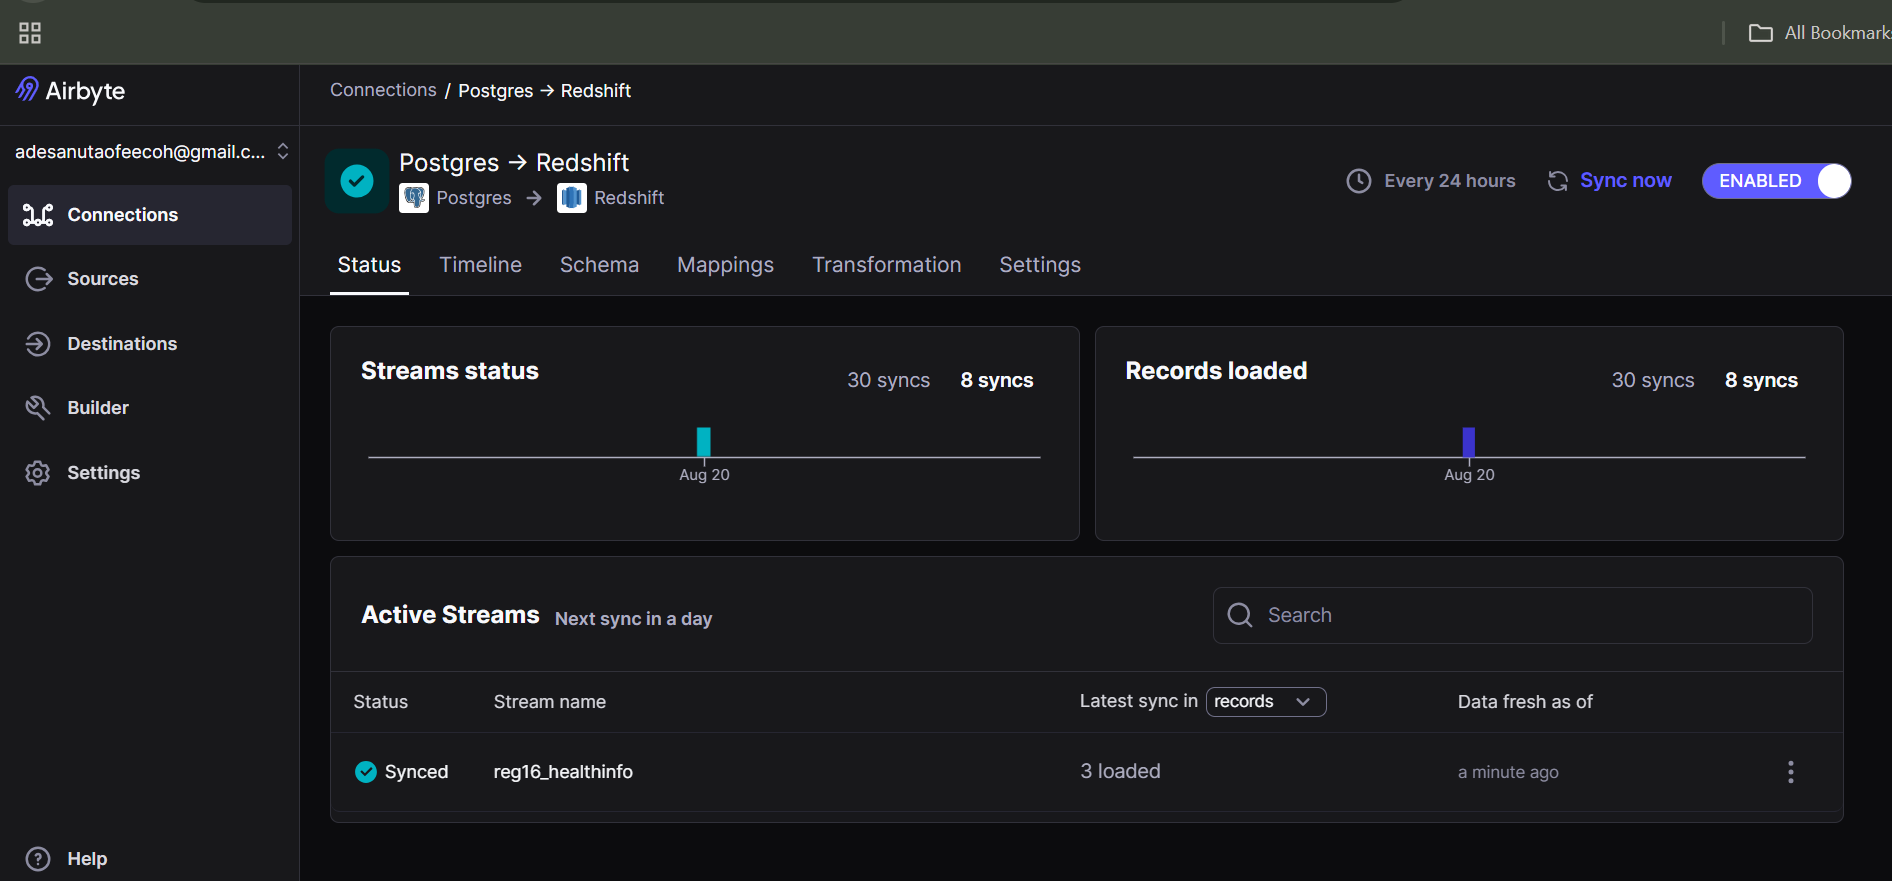 All Bookmarks
Airbyte
Connections / Postgres → Redshift
adesanutaofeecoh@gmail.c...
Connections
Sources
Destinations
Builder
Settings
Help
Postgres → Redshift
Postgres → Redshift
Every 24 hours
Sync now
ENABLED
Status Timeline Schema Mappings Transformation Settings
Streams status
30 syncs 8 syncs
Aug 20
Records loaded
30 syncs 8 syncs
Aug 20
Active Streams Next sync in a day
Search
Status Stream name Latest sync in records Data fresh as of
Synced reg16_healthinfo 3 loaded a minute ago